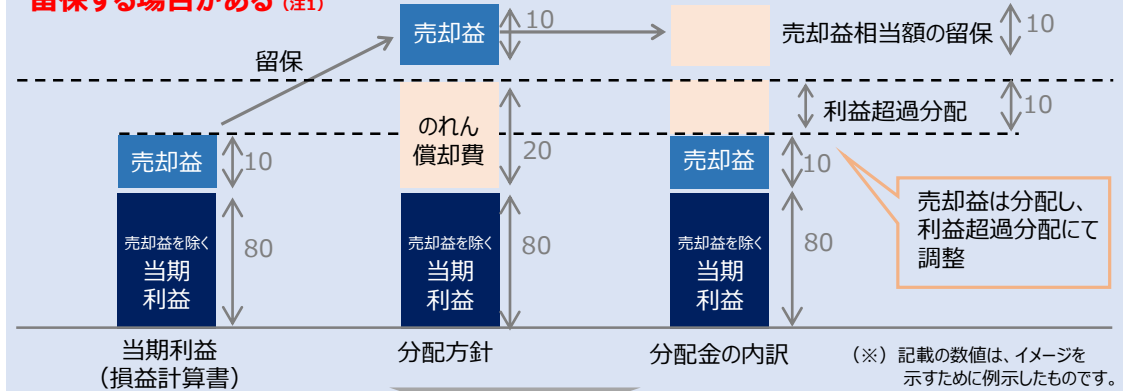 留保する場合がある(注1)
売却益
10
売却益相当額の留保
10
留保
のれん
償却費
20
利益超過分配
10
売却益
10
売却益
10
売却益は分配し、
利益超過分配にて
調整
売却益を除く
当期
利益
80
売却益を除く
当期
利益
80
売却益を除く
当期
利益
80
当期利益
(損益計算書)
分配方針
分配金の内訳
(※) 記載の数値は、イメージを
示すために例示したものです。